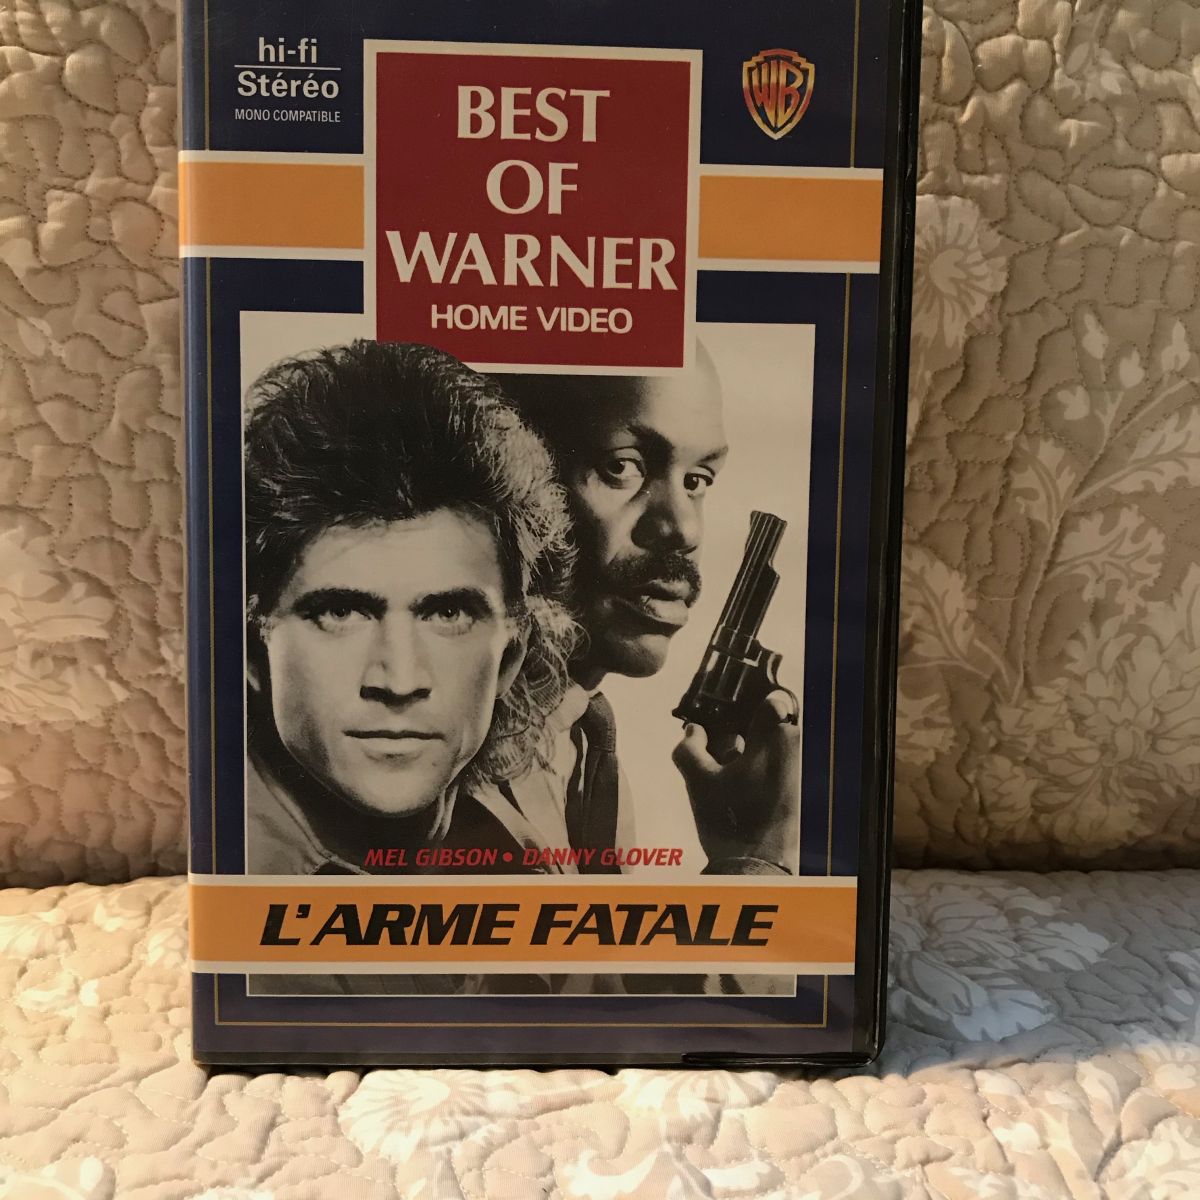 hi-fi
Stéréo
MONO COMPATIBLE
BEST
OF
WARNER
HOME VIDEO
WB
MEL GIBSON • DANNY GLOVER
L'ARME FATALE